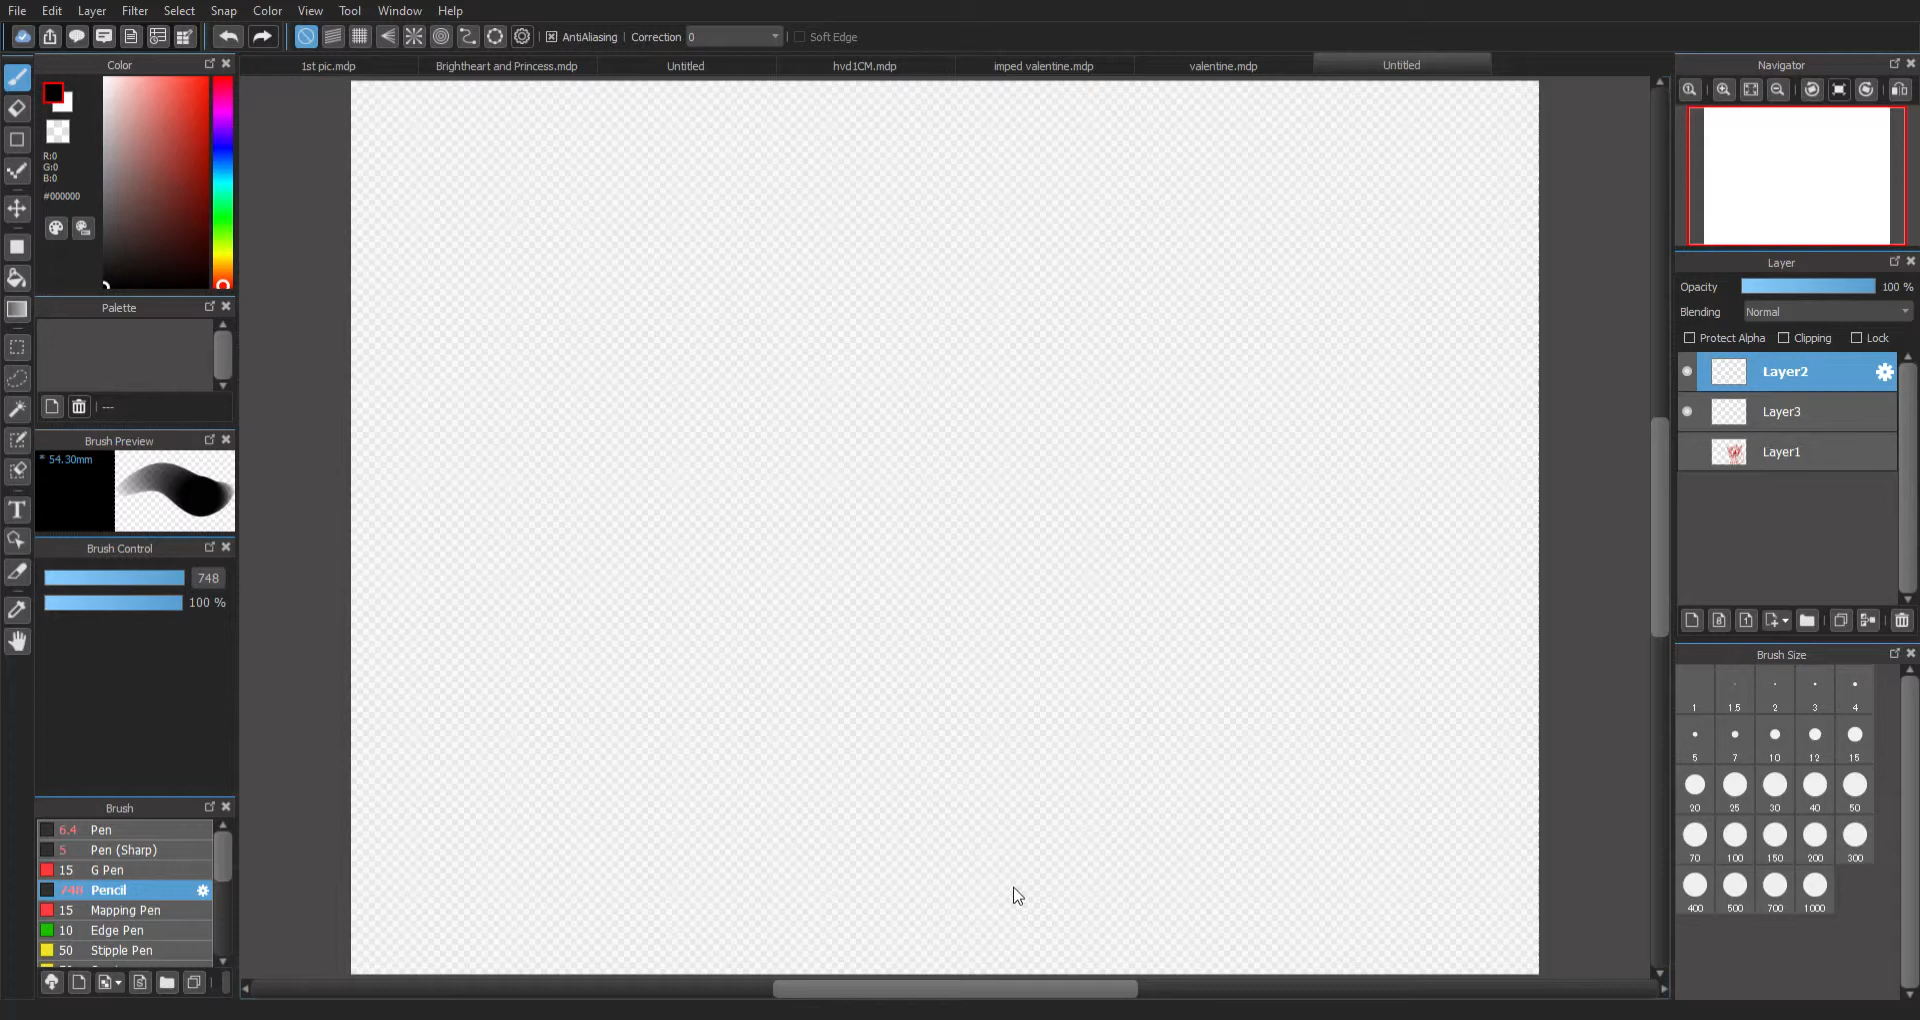 File Edit Layer Filter Select Snap Color View Tool Window Help
AntiAliasing Correction 0 Soft Edge
Color
1st pic.mdp Brightheart and Princess.mdp Untitled hvd1CM.mdp imped valentine.mdp valentine.mdp Untitled
Navigator
R:0
G:0
B:0
#000000
Palette
---
Brush Preview
* 54.30mm
Brush Control
748
100 %
Brush
6.4 Pen
5 Pen (Sharp)
15 G Pen
748 Pencil
15 Mapping Pen
10 Edge Pen
50 Stipple Pen
Layer
Opacity 100 %
Blending Normal
Protect Alpha Clipping Lock
Layer2
Layer3
Layer1
Brush Size
1 1.5 2 3 4
5 7 10 12 15
20 25 30 40 50
70 100 150 200 300
400 500 700 1000